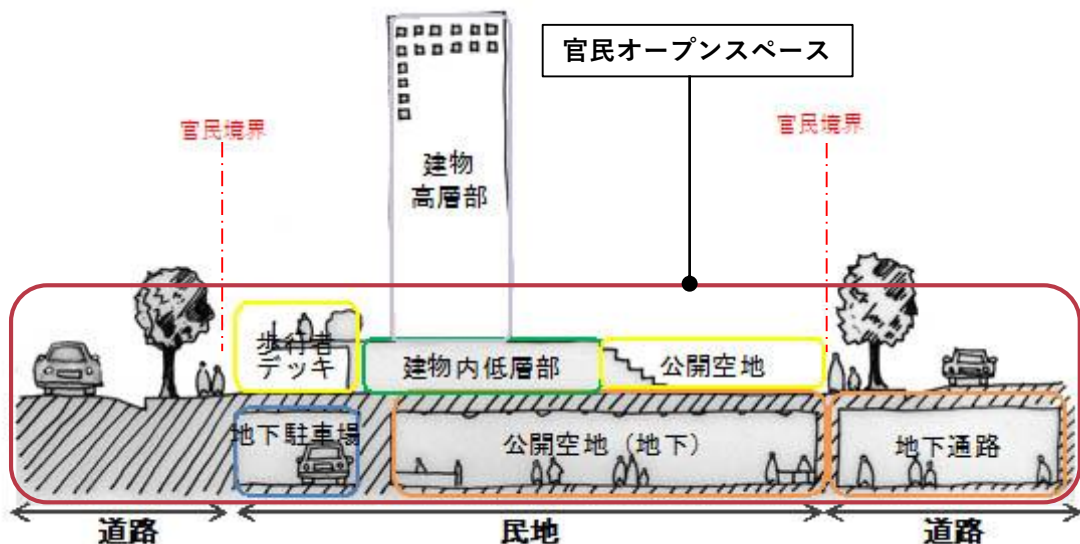 官民オープンスペース
官民境界
官民境界
建物
高層部
歩行者
デッキ
建物内低層部
公開空地
地下駐車場
公開空地(地下)
地下通路
道路
民地
道路